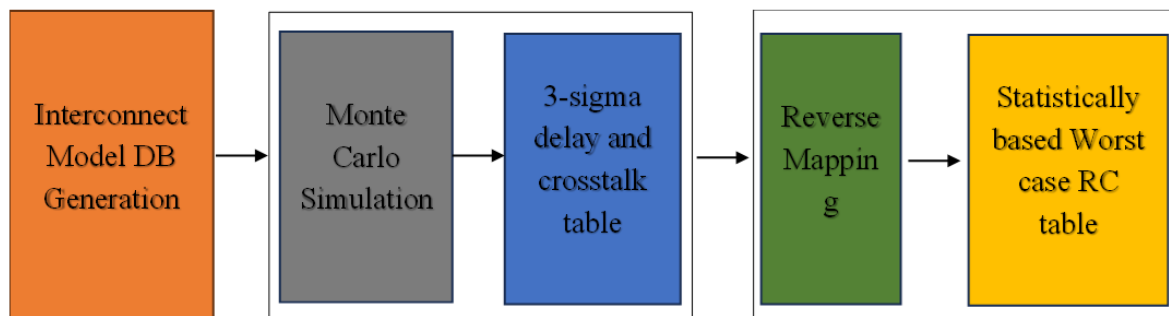 Interconnect
Model DB
Generation
Monte
Carlo
Simulation
3-sigma
delay and
crosstalk
table
Reverse
Mappin
g
Statistically
based Worst
case RC
table